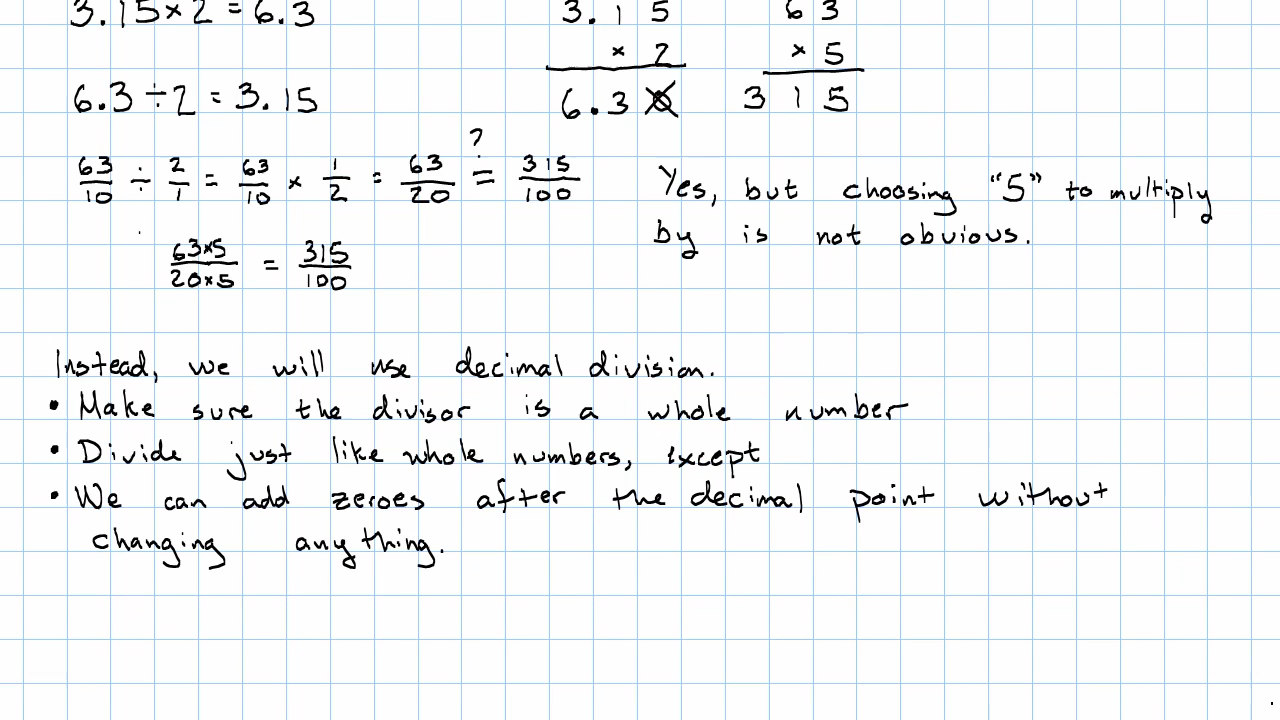 3.15×2 = 6.3
3.15
× 2
6.30
63
× 5
315
6.3 ÷ 2 = 3.15
63/10 ÷ 2/1 = 63/10 × 1/2 = 63/20 ?= 315/100
63×5/20×5 = 315/100
Yes, but choosing "5" to multiply
by is not obvious.
Instead, we will use decimal division.
• Make sure the divisor is a whole number
• Divide just like whole numbers, except
• We can add zeroes after the decimal point without
changing anything.